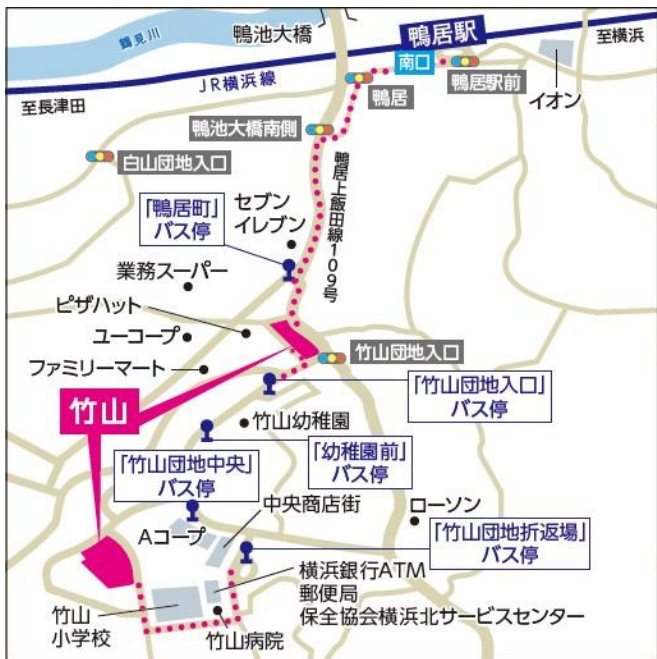 鶴見川
鴨池大橋
鴨居駅
至横浜
JR横浜線
南口
鴨居駅前
イオン
至長津田
鴨居
鴨池大橋南側
白山団地入口
鴨居上飯田線109号
「鴨居町」
バス停
セブン
イレブン
業務スーパー
ピザハット
ユーコープ
ファミリーマート
竹山団地入口
竹山
「竹山団地入口」
バス停
竹山幼稚園
「幼稚園前」
バス停
「竹山団地中央」
バス停
中央商店街
ローソン
Aコープ
「竹山団地折返場」
バス停
横浜銀行ATM
郵便局
保全協会横浜北サービスセンター
竹山
小学校
竹山病院